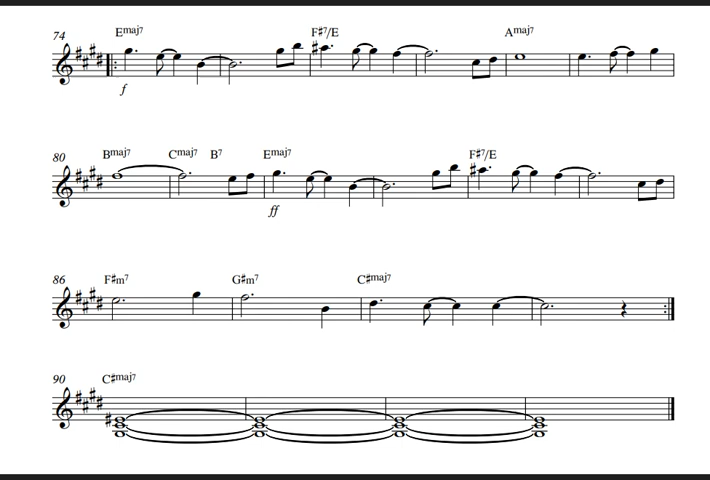 74 Emaj7 F♯7/E Amaj7
f
80 Bmaj7 Cmaj7 B7 Emaj7 F♯7/E
ff
86 F♯m7 G♯m7 C♯maj7
90 C♯maj7